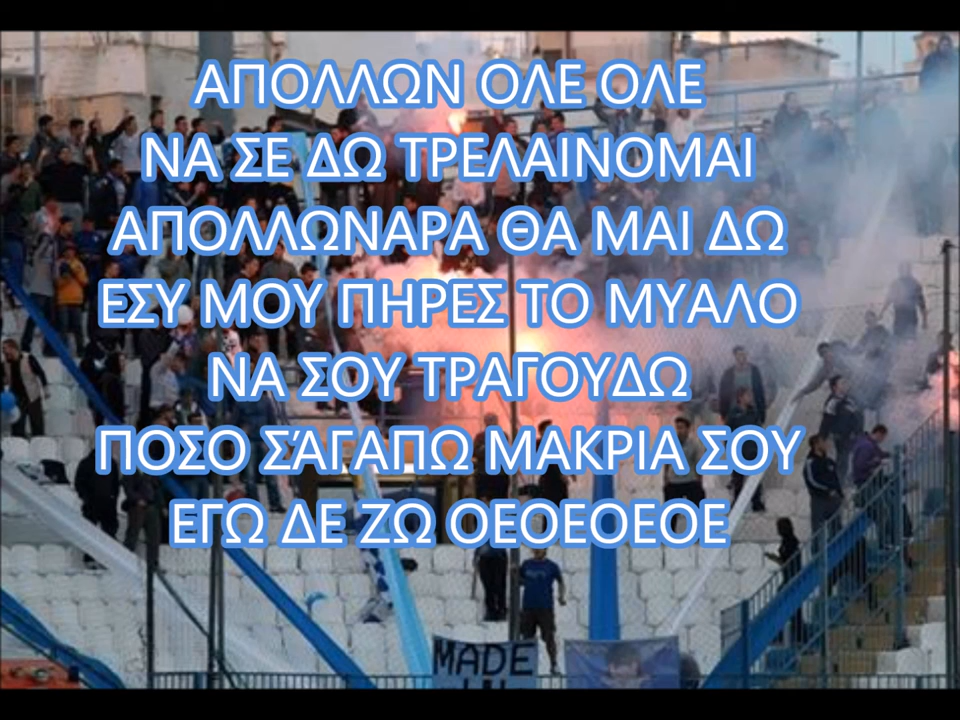 ΑΠΟΛΛΩΝ ΟΛΕ ΟΛΕ
ΝΑ ΣΕ ΔΩ ΤΡΕΛΑΙΝΟΜΑΙ
ΑΠΟΛΛΩΝΑΡΑ ΘΑ ΜΑΙ ΔΩ
ΕΣΥ ΜΟΥ ΠΗΡΕΣ ΤΟ ΜΥΑΛΟ
ΝΑ ΣΟΥ ΤΡΑΓΟΥΔΩ
ΠΟΣΟ ΣΆΓΑΠΩ ΜΑΚΡΙΑ ΣΟΥ
ΕΓΩ ΔΕ ΖΩ ΟΕΟΕΟΕΟΕ
MADE